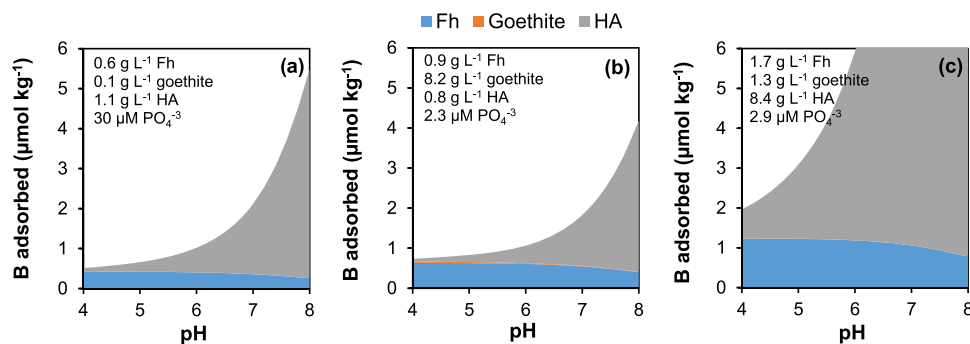 Fh Goethite HA
(a)
0.6 g L⁻¹ Fh
0.1 g L⁻¹ goethite
1.1 g L⁻¹ HA
30 µM PO₄⁻³
B adsorbed (µmol kg⁻¹)
6
5
4
3
2
1
0
4 5 6 7 8
pH
(b)
0.9 g L⁻¹ Fh
8.2 g L⁻¹ goethite
0.8 g L⁻¹ HA
2.3 µM PO₄⁻³
B adsorbed (µmol kg⁻¹)
6
5
4
3
2
1
0
4 5 6 7 8
pH
(c)
1.7 g L⁻¹ Fh
1.3 g L⁻¹ goethite
8.4 g L⁻¹ HA
2.9 µM PO₄⁻³
B adsorbed (µmol kg⁻¹)
6
5
4
3
2
1
0
4 5 6 7 8
pH